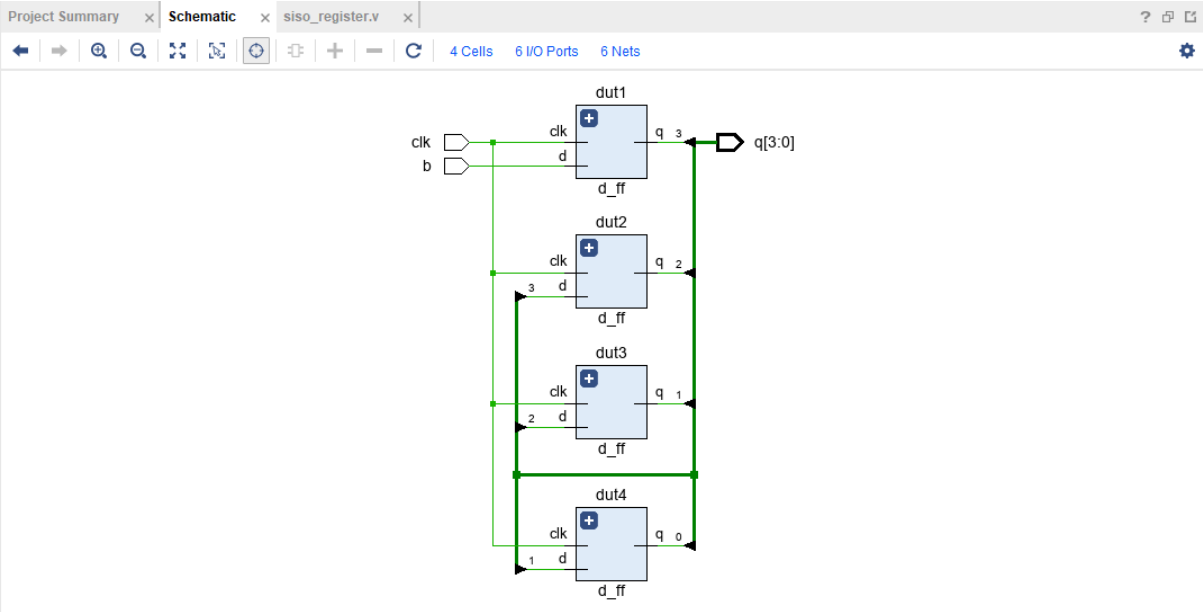 Project Summary × Schematic × siso_register.v ×
?
4 Cells 6 I/O Ports 6 Nets
dut1
clk clk q 3 q[3:0]
b d
d_ff
dut2
clk q 2
3 d
d_ff
dut3
clk q 1
2 d
d_ff
dut4
clk q 0
1 d
d_ff